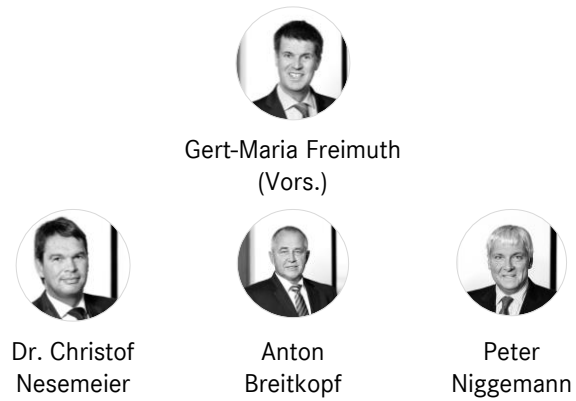 Gert-Maria Freimuth
(Vors.)
Dr. Christof
Nesemeier
Anton
Breitkopf
Peter
Niggemann